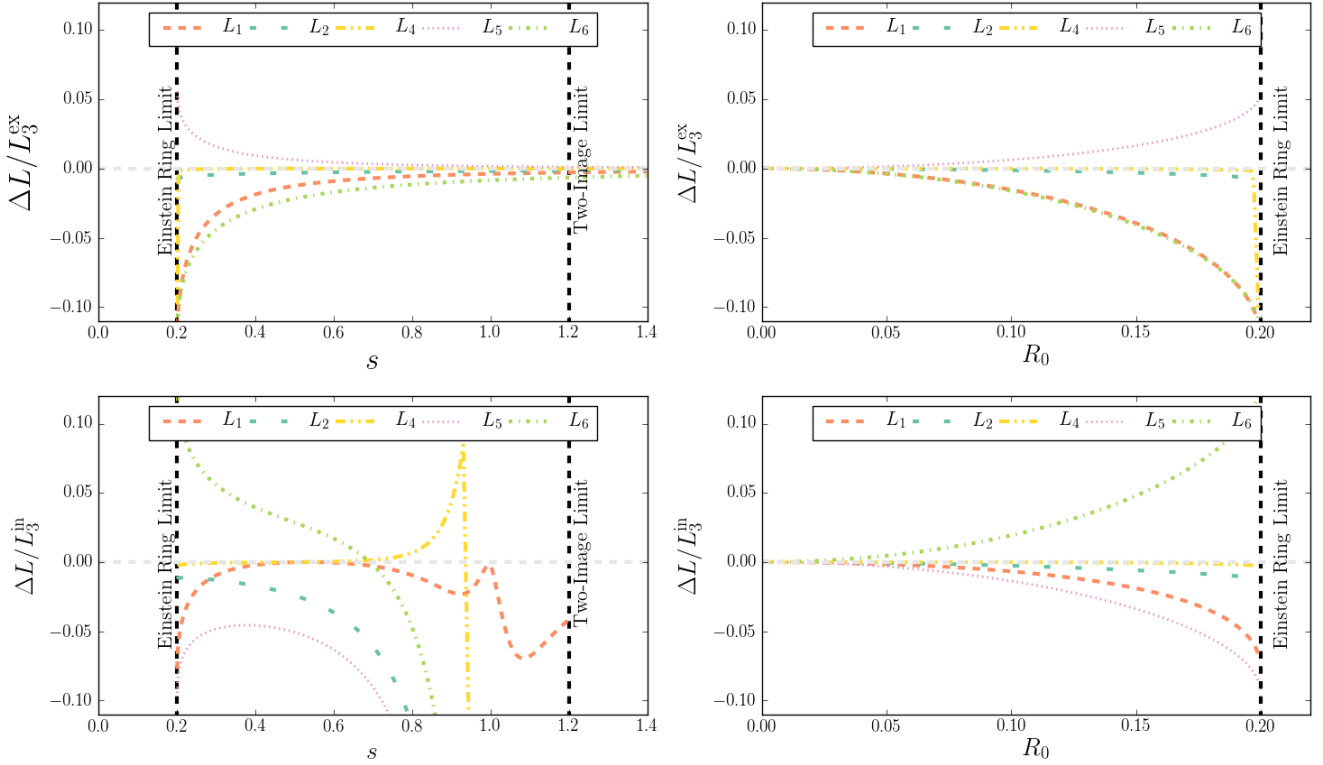 L₁ L₂ L₄ L₅ L₆
0.10
0.05
0.00
−0.05
−0.10
ΔL/L₃ᵉˣ
Einstein Ring Limit
Two-Image Limit
0.0 0.2 0.4 0.6 0.8 1.0 1.2 1.4
s
L₁ L₂ L₄ L₅ L₆
0.10
0.05
0.00
−0.05
−0.10
ΔL/L₃ᵉˣ
Einstein Ring Limit
0.00 0.05 0.10 0.15 0.20
R₀
L₁ L₂ L₄ L₅ L₆
0.10
0.05
0.00
−0.05
−0.10
ΔL/L₃ⁱⁿ
Einstein Ring Limit
Two-Image Limit
0.0 0.2 0.4 0.6 0.8 1.0 1.2 1.4
s
L₁ L₂ L₄ L₅ L₆
0.10
0.05
0.00
−0.05
−0.10
ΔL/L₃ⁱⁿ
Einstein Ring Limit
0.00 0.05 0.10 0.15 0.20
R₀